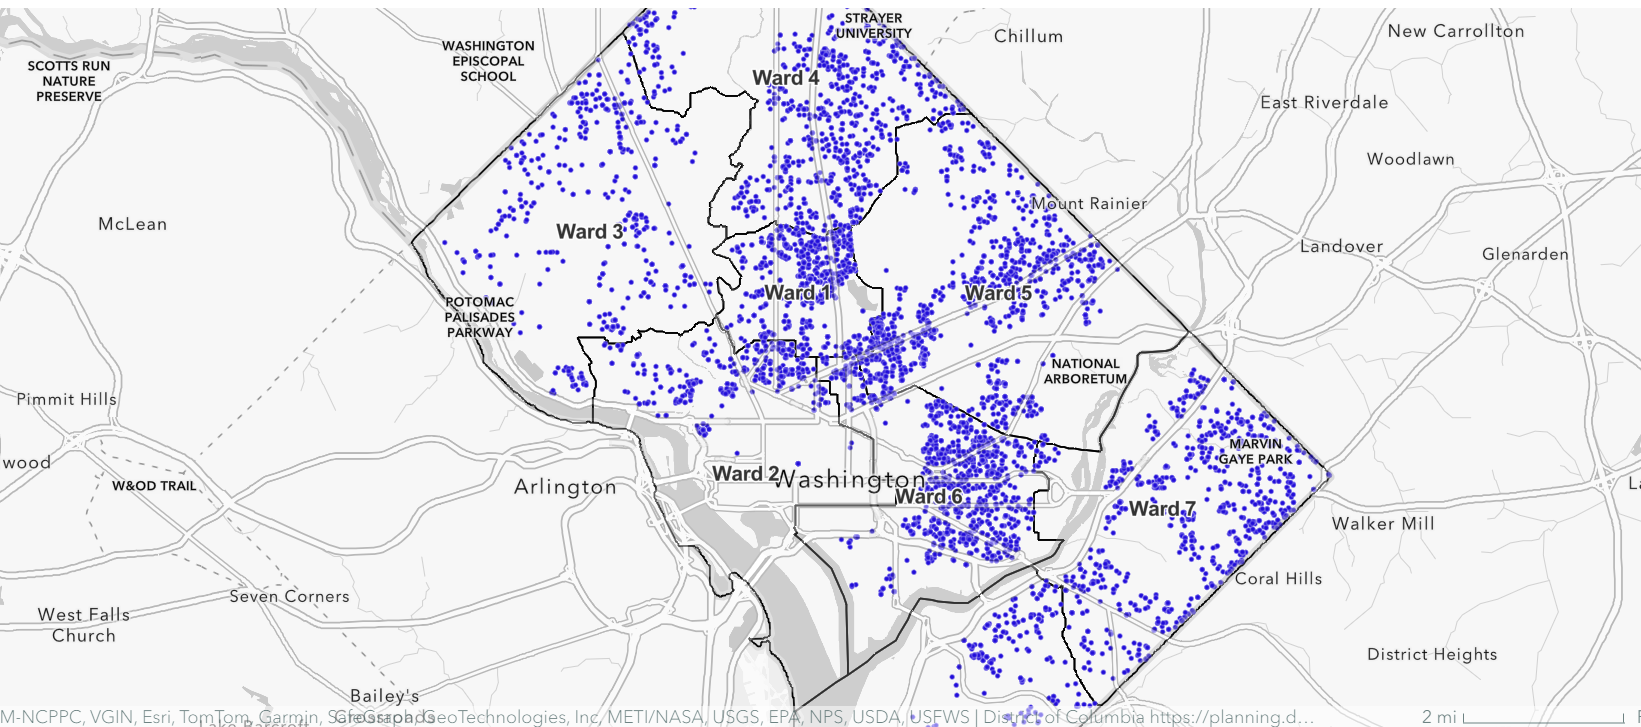 STRAYER
UNIVERSITY
Chillum
New Carrollton
WASHINGTON
EPISCOPAL
SCHOOL
SCOTTS RUN
NATURE
PRESERVE
Ward 4
East Riverdale
Woodlawn
McLean
Mount Rainier
Ward 3
Landover
Glenarden
Ward 1
Ward 5
POTOMAC
PALISADES
PARKWAY
NATIONAL
ARBORETUM
Pimmit Hills
MARVIN
GAYE PARK
wood
Ward 2
Washington
W&OD TRAIL
Arlington
Ward 6
Ward 7
Walker Mill
Coral Hills
Seven Corners
West Falls
Church
District Heights
Bailey's
Crossroads
M-NCPPC, VGIN, Esri, TomTom, Garmin, SafeGraph, GeoTechnologies, Inc, METI/NASA, USGS, EPA, NPS, USDA, USFWS | District of Columbia https://planning.d...
2 mi